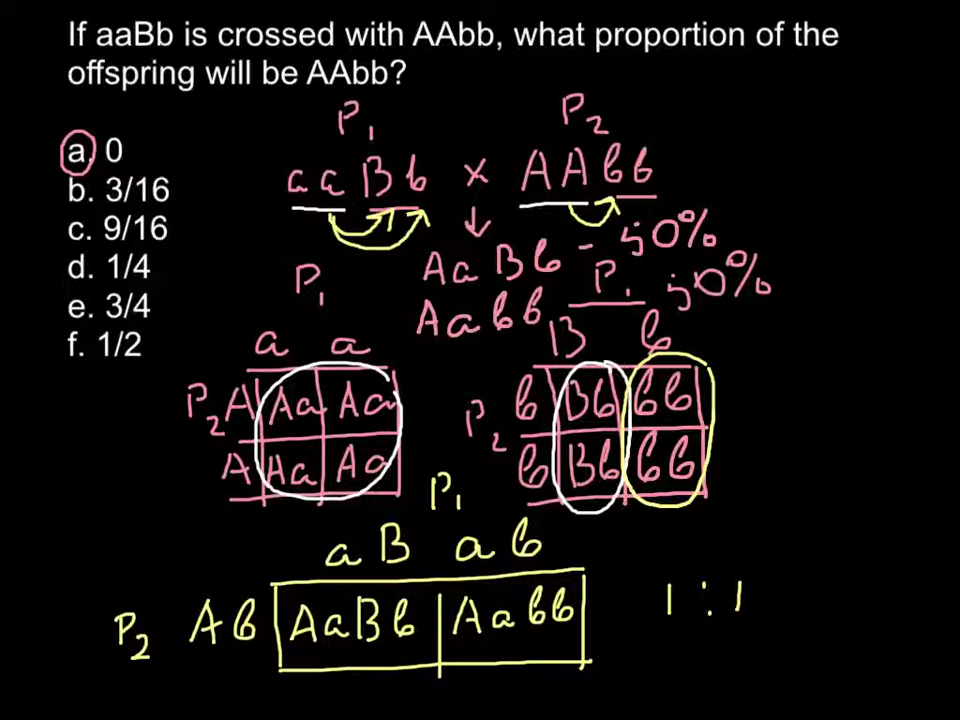 If aaBb is crossed with AAbb, what proportion of the
offspring will be AAbb?
a. 0
b. 3/16
c. 9/16
d. 1/4
e. 3/4
f. 1/2
P1 P2
aaBb x AAbb
AaBb - 50%
Aabb 50%
P1
a a
P2 A Aa Aa
A Aa Aa
P1
B b
P2 b Bb bb
b Bb bb
P1
aB ab
P2 Ab AaBb Aabb 1 : 1